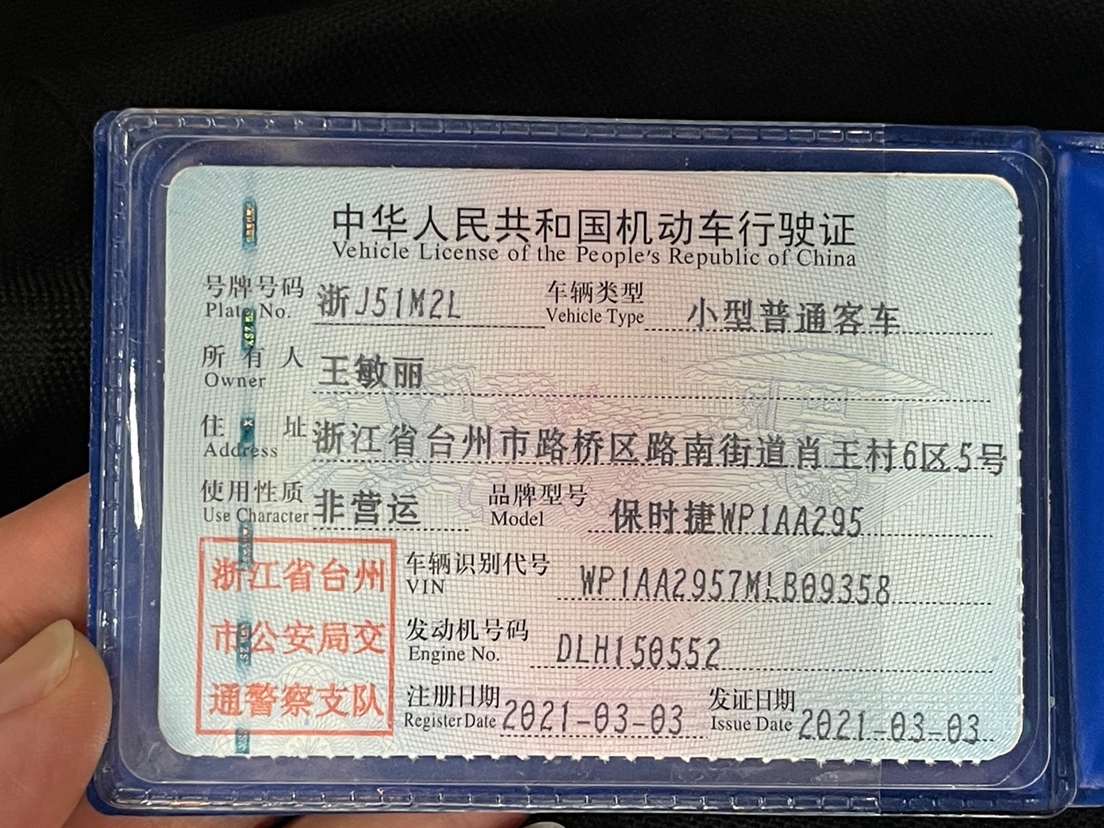 中华人民共和国机动车行驶证
Vehicle License of the People's Republic of China
号牌号码 浙J51M2L 车辆类型 小型普通客车
Plate No. Vehicle Type
所有人 王敏丽
Owner
住址 浙江省台州市路桥区路南街道肖王村6区5号
Address
使用性质 非营运 品牌型号 保时捷WP1AA295
Use Character Model
浙江省台州 车辆识别代号 WP1AA2957MLB09358
VIN
市公安局交 发动机号码 DLH150552
Engine No.
通警察支队 注册日期 2021-03-03 发证日期 2021-03-03
Register Date Issue Date